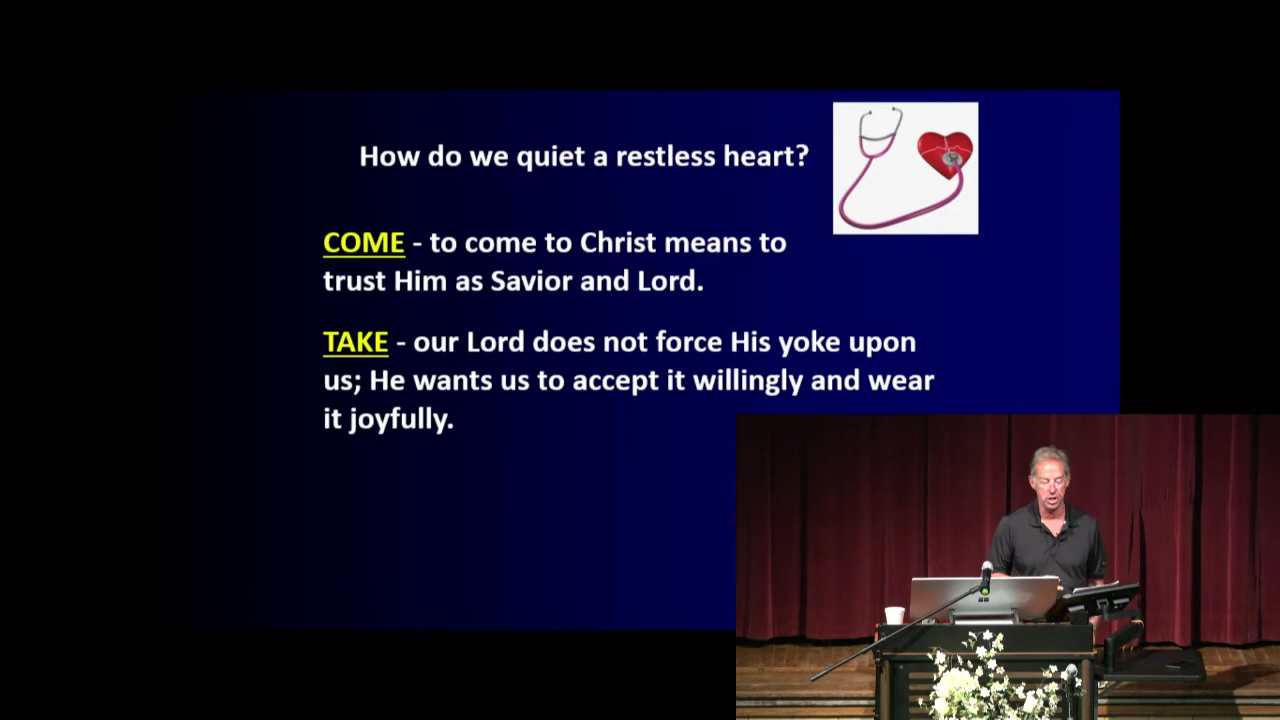 How do we quiet a restless heart?
COME - to come to Christ means to
trust Him as Savior and Lord.
TAKE - our Lord does not force His yoke upon
us; He wants us to accept it willingly and wear
it joyfully.